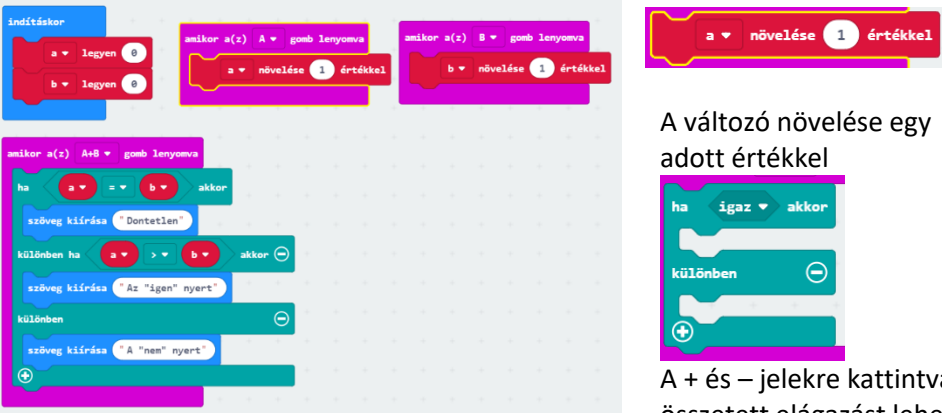 indításkor
a legyen 0
b legyen 0
amikor a(z) A gomb lenyomva
a növelése 1 értékkel
amikor a(z) B gomb lenyomva
b növelése 1 értékkel
amikor a(z) A+B gomb lenyomva
ha a = b akkor
szöveg kiírása "Dontetlen"
különben ha a > b akkor
szöveg kiírása "Az "igen" nyert"
különben
szöveg kiírása "A "nem" nyert"
a növelése 1 értékkel
A változó növelése egy
adott értékkel
ha igaz akkor
különben
A + és – jelekre kattintva
összetett elágazást